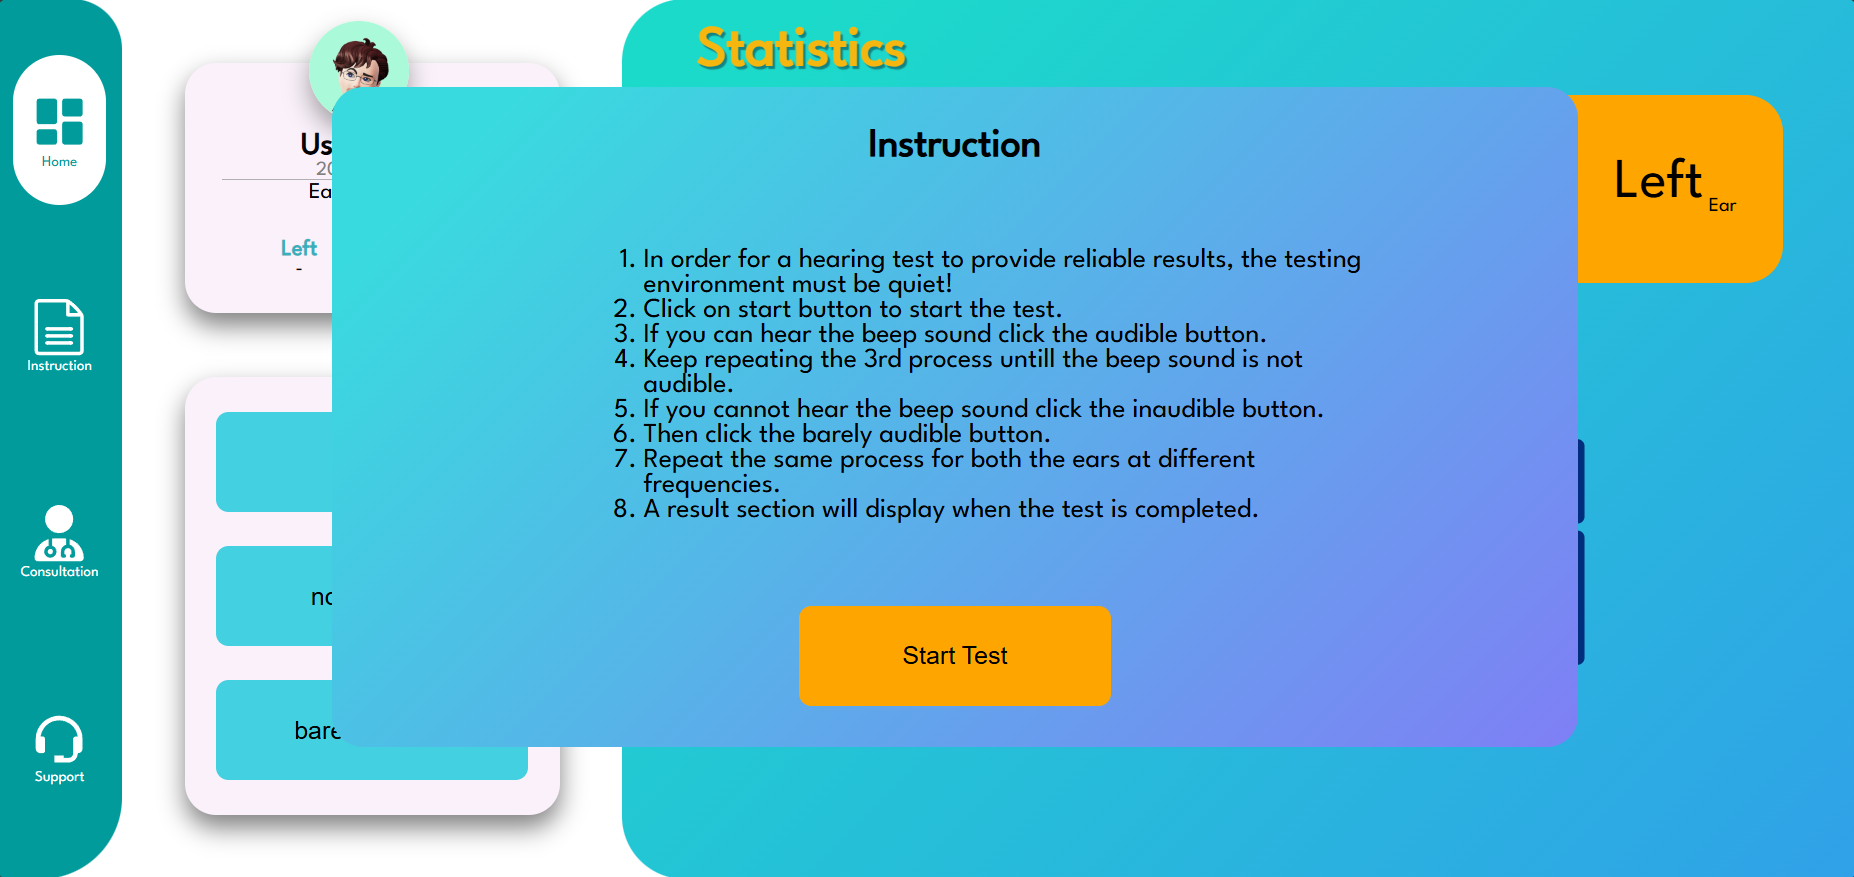 Home
Instruction
Consultation
Support
Left
-
Statistics
Left Ear
Instruction
1. In order for a hearing test to provide reliable results, the testing
environment must be quiet!
2. Click on start button to start the test.
3. If you can hear the beep sound click the audible button.
4. Keep repeating the 3rd process untill the beep sound is not
audible.
5. If you cannot hear the beep sound click the inaudible button.
6. Then click the barely audible button.
7. Repeat the same process for both the ears at different
frequencies.
8. A result section will display when the test is completed.
Start Test